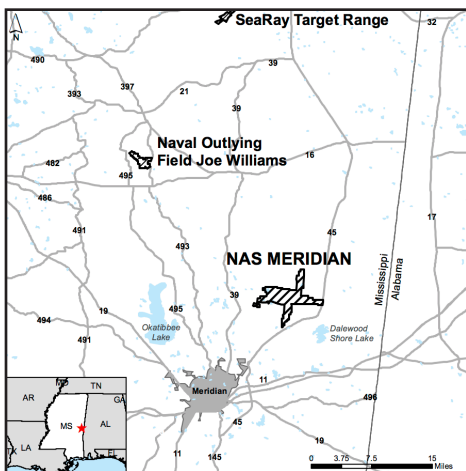 SeaRay Target Range
N
32
490
39
397
21
393
39
Naval Outlying
Field Joe Williams
16
482
495
486
17
491
45
493
NAS MERIDIAN
Mississippi
Alabama
39
495
19
494
Okatibbee
Lake
Dalewood
Shore Lake
491
11
Meridian
496
MO
TN
AR
GA
MS
AL
45
TX
LA
FL
19
11
145
0 3.75 7.5 15
Miles